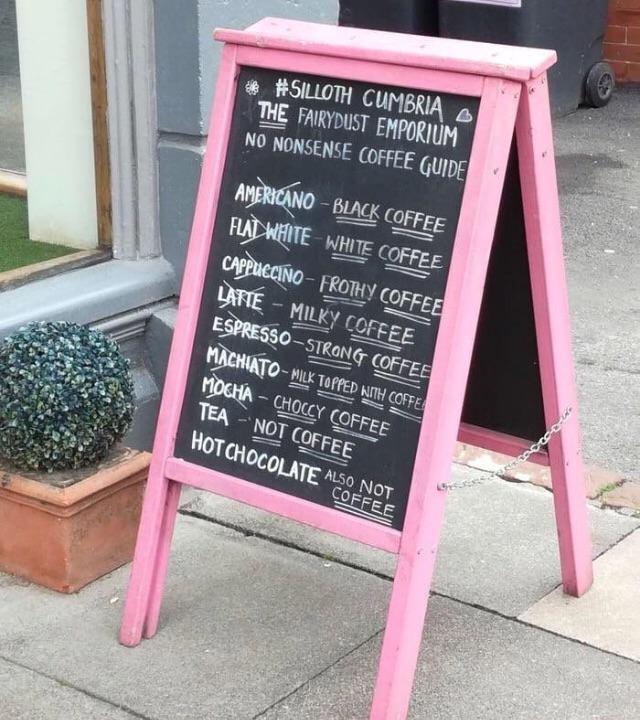 #SILLOTH CUMBRIA
THE FAIRYDUST EMPORIUM
NO NONSENSE COFFEE GUIDE
AMERICANO - BLACK COFFEE
FLAT WHITE - WHITE COFFEE
CAPPUCCINO - FROTHY COFFEE
LATTE - MILKY COFFEE
ESPRESSO - STRONG COFFEE
MACHIATO - MILK TOPPED WITH COFFEE
MOCHA - CHOCCY COFFEE
TEA - NOT COFFEE
HOT CHOCOLATE ALSO NOT
COFFEE